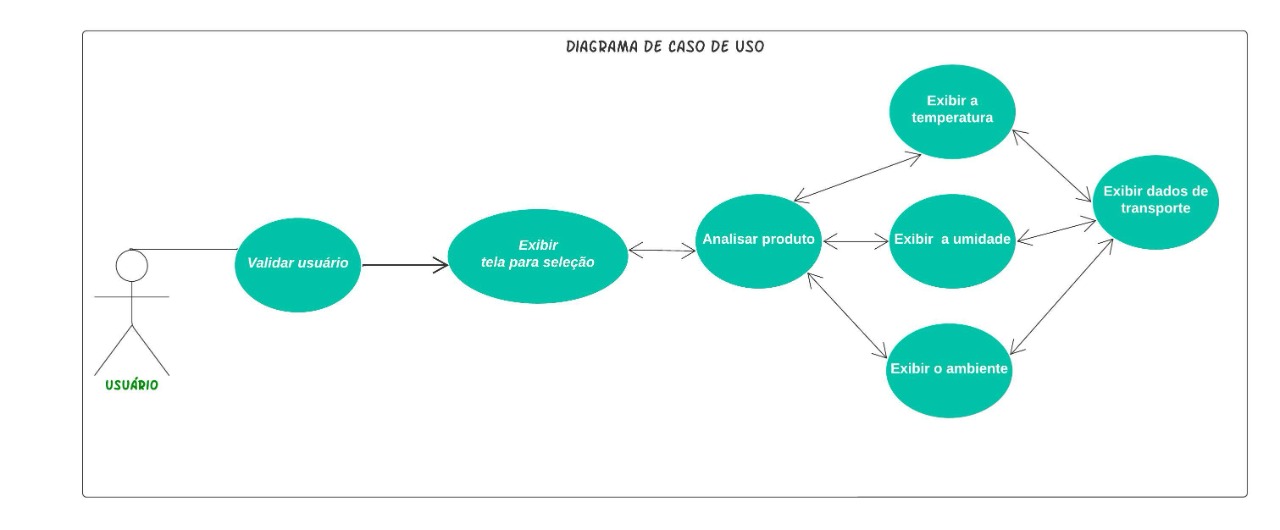 DIAGRAMA DE CASO DE USO
Exibir a
temperatura
Exibir dados de
transporte
Analisar produto
Exibir a umidade
Exibir
tela para seleção
Validar usuário
Exibir o ambiente
USUÁRIO